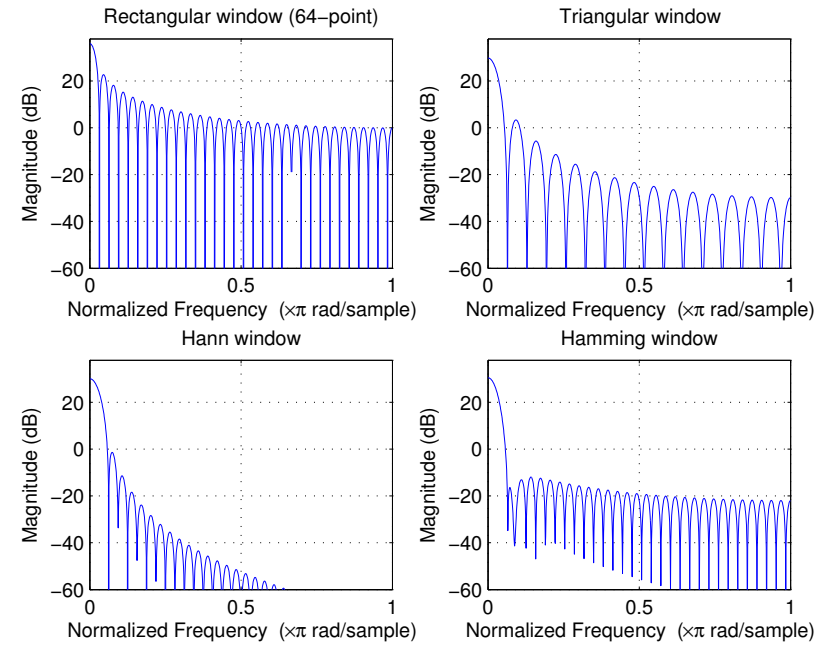 Rectangular window (64−point)
Magnitude (dB)
20
0
−20
−40
−60
0
0.5
1
Normalized Frequency (×π rad/sample)
Triangular window
Magnitude (dB)
20
0
−20
−40
−60
0
0.5
1
Normalized Frequency (×π rad/sample)
Hann window
Magnitude (dB)
20
0
−20
−40
−60
0
0.5
1
Normalized Frequency (×π rad/sample)
Hamming window
Magnitude (dB)
20
0
−20
−40
−60
0
0.5
1
Normalized Frequency (×π rad/sample)